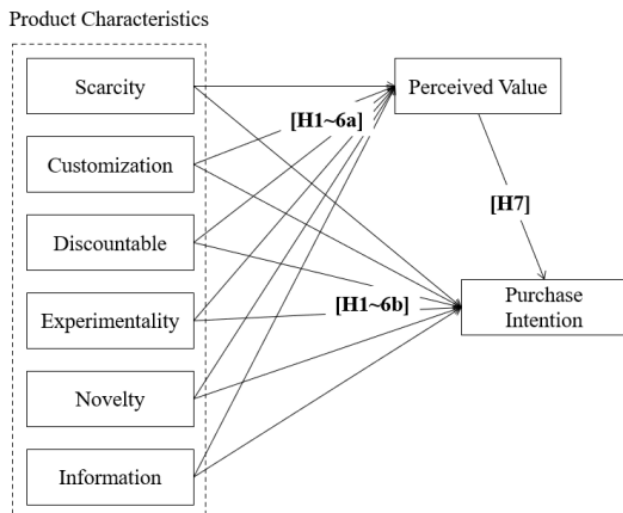 Product Characteristics
Scarcity
Perceived Value
[H1~6a]
Customization
[H7]
Discountable
[H1~6b]
Purchase
Intention
Experimentality
Novelty
Information